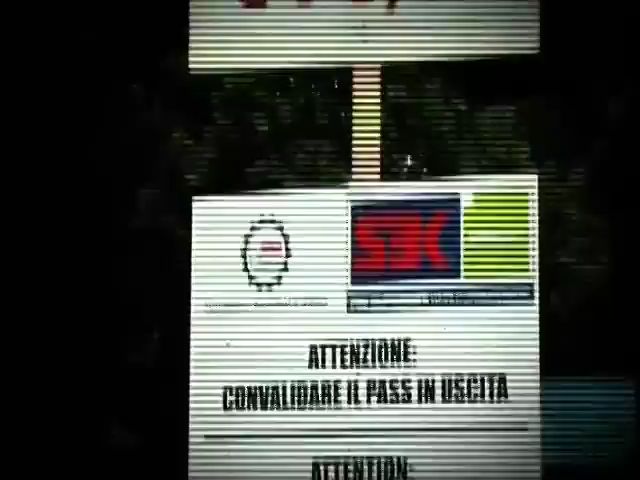 SBK
ATTENZIONE:
CONVALIDARE IL PASS IN USCITA
ATTENTION: